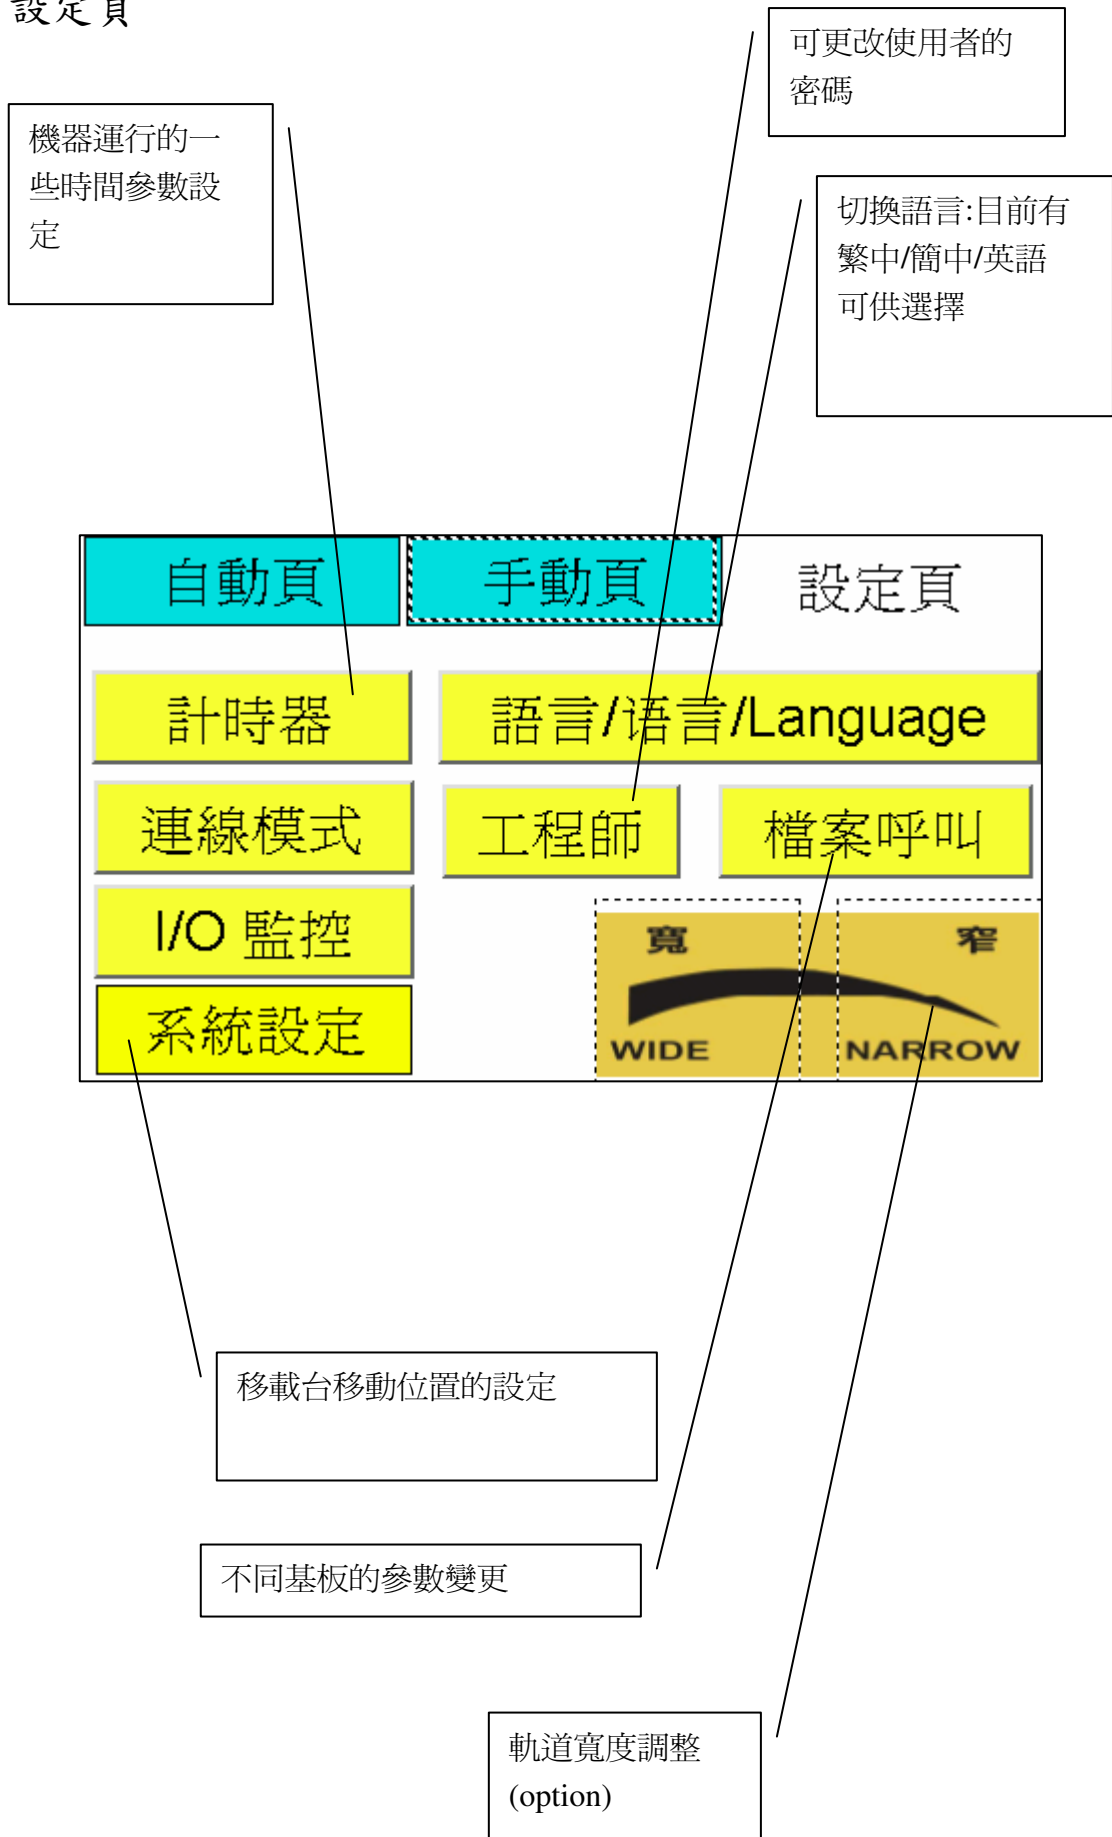 設定頁
可更改使用者的
密碼
機器運行的一
些時間參數設
定
切換語言:目前有
繁中/簡中/英語
可供選擇
自動頁
手動頁
設定頁
計時器
語言/语言/Language
連線模式
工程師
檔案呼叫
I/O 監控
寬
窄
系統設定
WIDE
NARROW
移載台移動位置的設定
不同基板的參數變更
軌道寬度調整
(option)